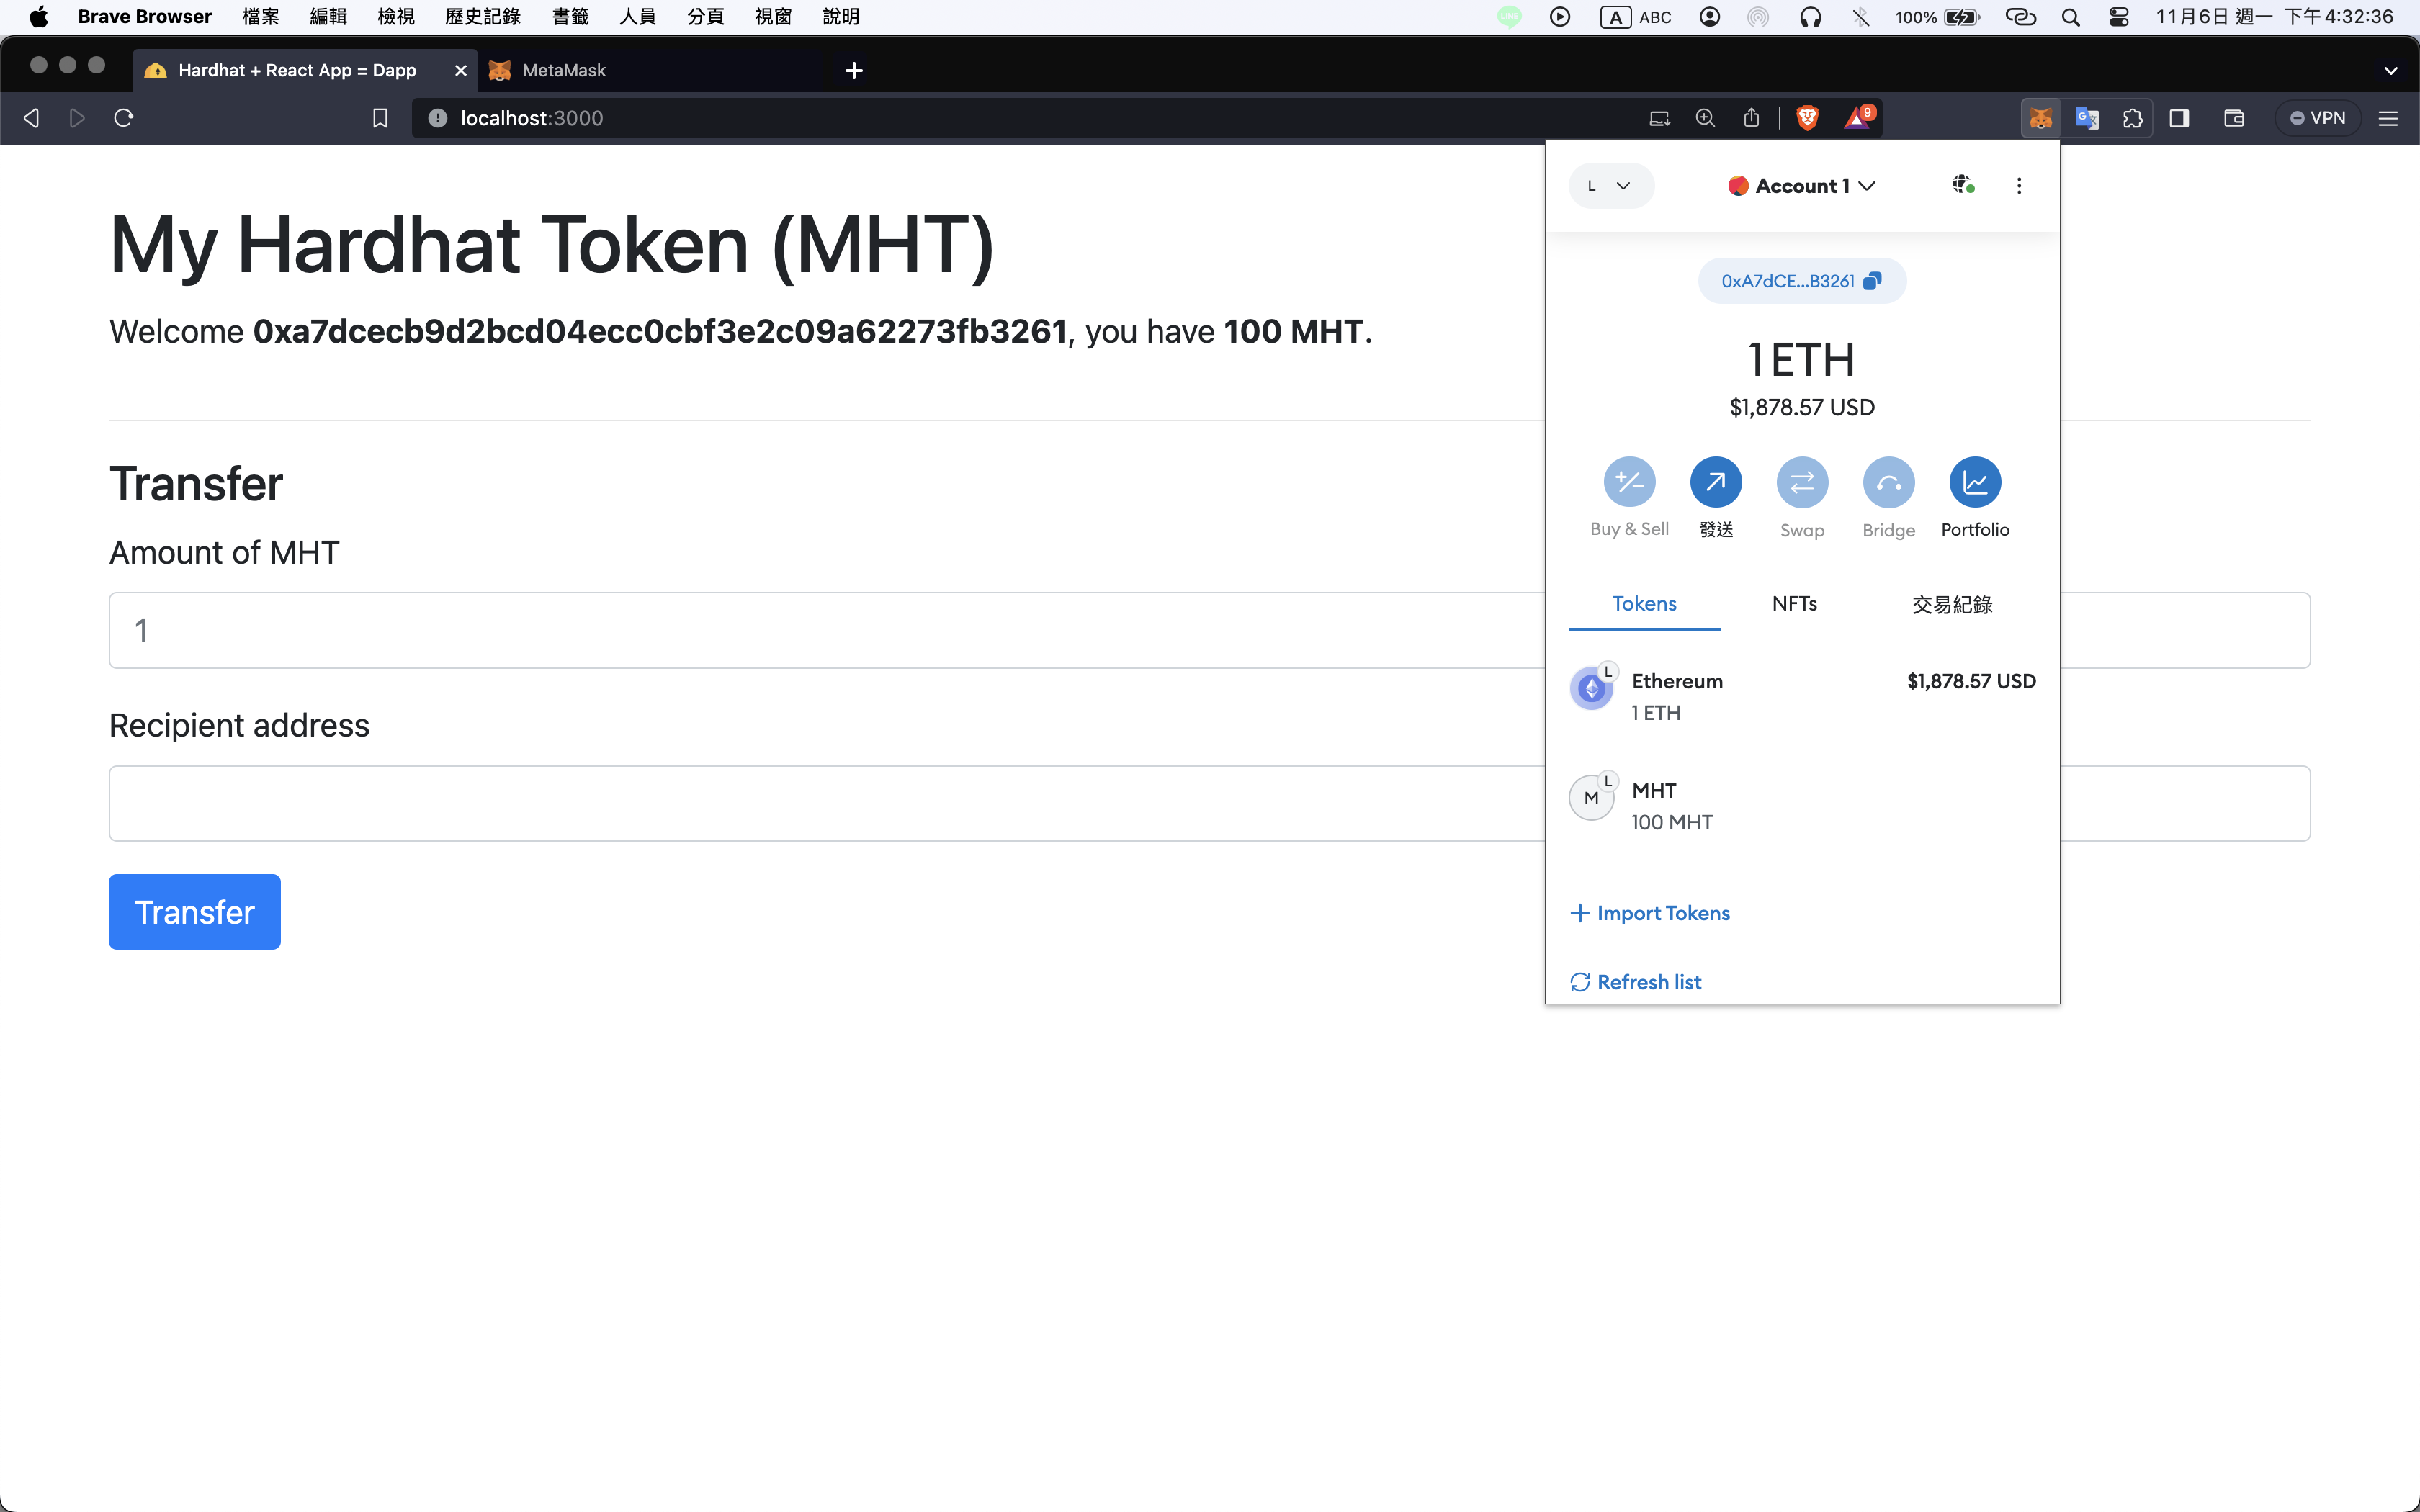 Brave Browser 檔案 編輯 檢視 歷史記錄 書籤 人員 分頁 視窗 說明 LINE A ABC 100% 11月6日 週一 下午4:32:36
Hardhat + React App = Dapp MetaMask
localhost:3000 9 VPN
My Hardhat Token (MHT)
Welcome 0xa7dcecb9d2bcd04ecc0cbf3e2c09a62273fb3261, you have 100 MHT.
Transfer
Amount of MHT
1
Recipient address
Transfer
L Account 1
0xA7dCE...B3261
1 ETH
$1,878.57 USD
Buy & Sell 發送 Swap Bridge Portfolio
Tokens NFTs 交易紀錄
L
Ethereum $1,878.57 USD
1 ETH
L
M MHT
100 MHT
Import Tokens
Refresh list